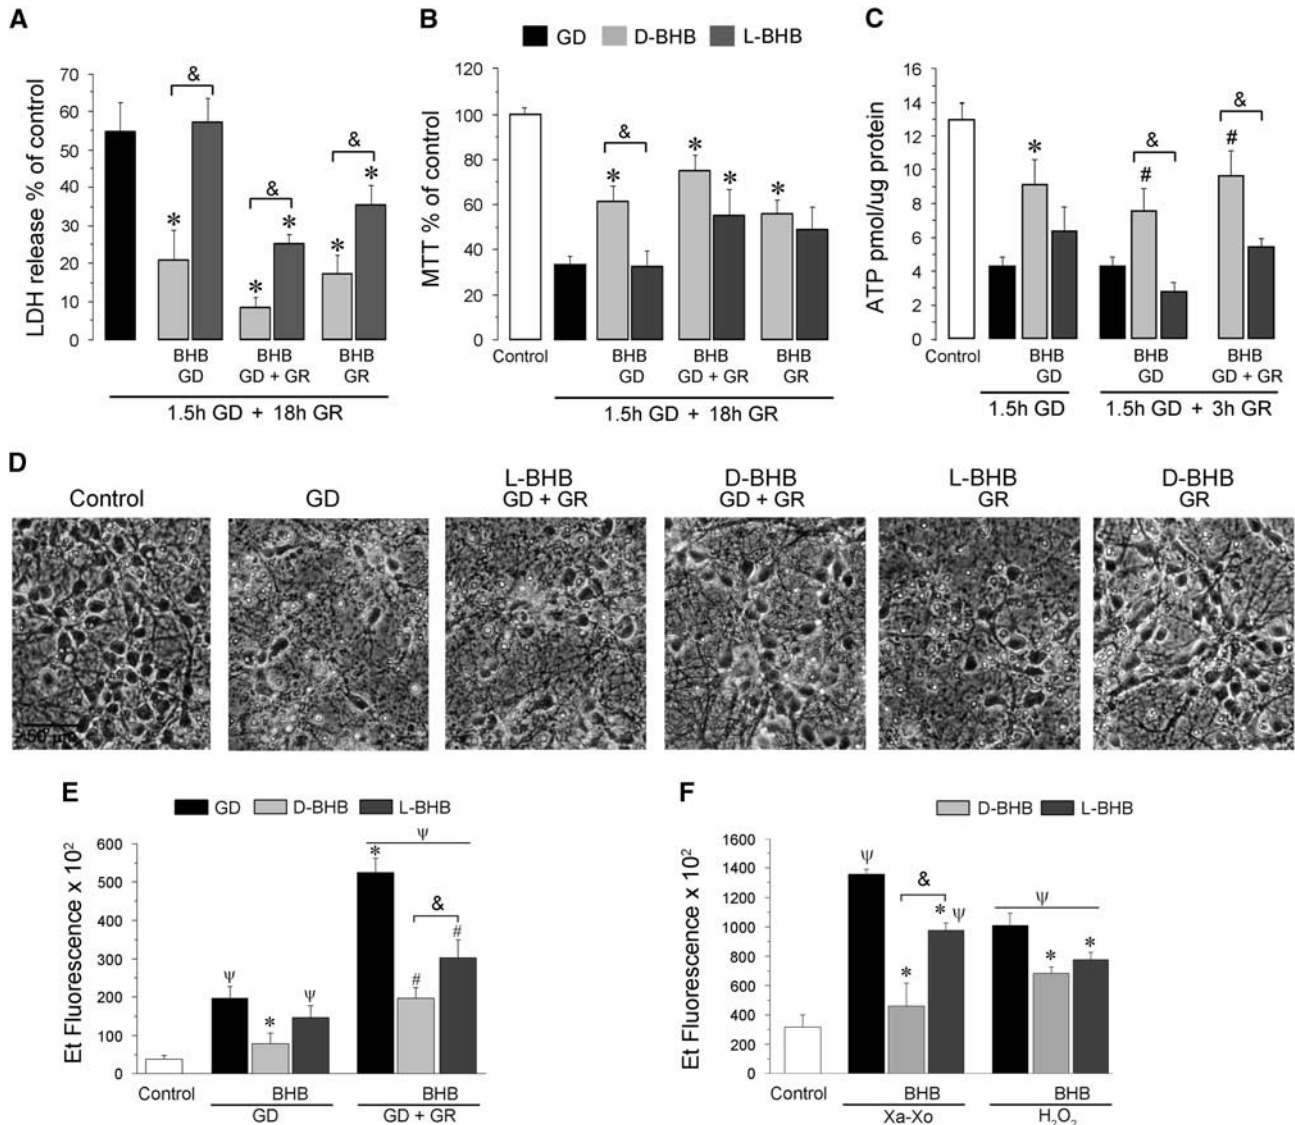 A
B
C
GD D-BHB L-BHB
LDH release % of control
70
60
50
40
30
20
10
0
&
&
&
*
*
*
*
*
BHB GD
BHB GD + GR
BHB GR
1.5h GD + 18h GR
MTT % of control
120
100
80
60
40
20
0
&
*
*
*
*
Control
BHB GD
BHB GD + GR
BHB GR
1.5h GD + 18h GR
ATP pmol/ug protein
16
14
12
10
8
6
4
2
0
*
&
#
&
#
Control
BHB GD
BHB GD
BHB GD + GR
1.5h GD
1.5h GD + 3h GR
D
Control
GD
L-BHB
GD + GR
D-BHB
GD + GR
L-BHB
GR
D-BHB
GR
E
GD D-BHB L-BHB
Et Fluorescence x 10²
600
500
400
300
200
100
0
ψ
*
ψ
ψ
*
&
#
#
Control
BHB
GD
BHB
GD + GR
F
D-BHB L-BHB
Et Fluorescence x 10²
1600
1400
1200
1000
800
600
400
200
0
ψ
&
*
* ψ
ψ
*
*
Control
BHB
Xa-Xo
BHB
H₂O₂